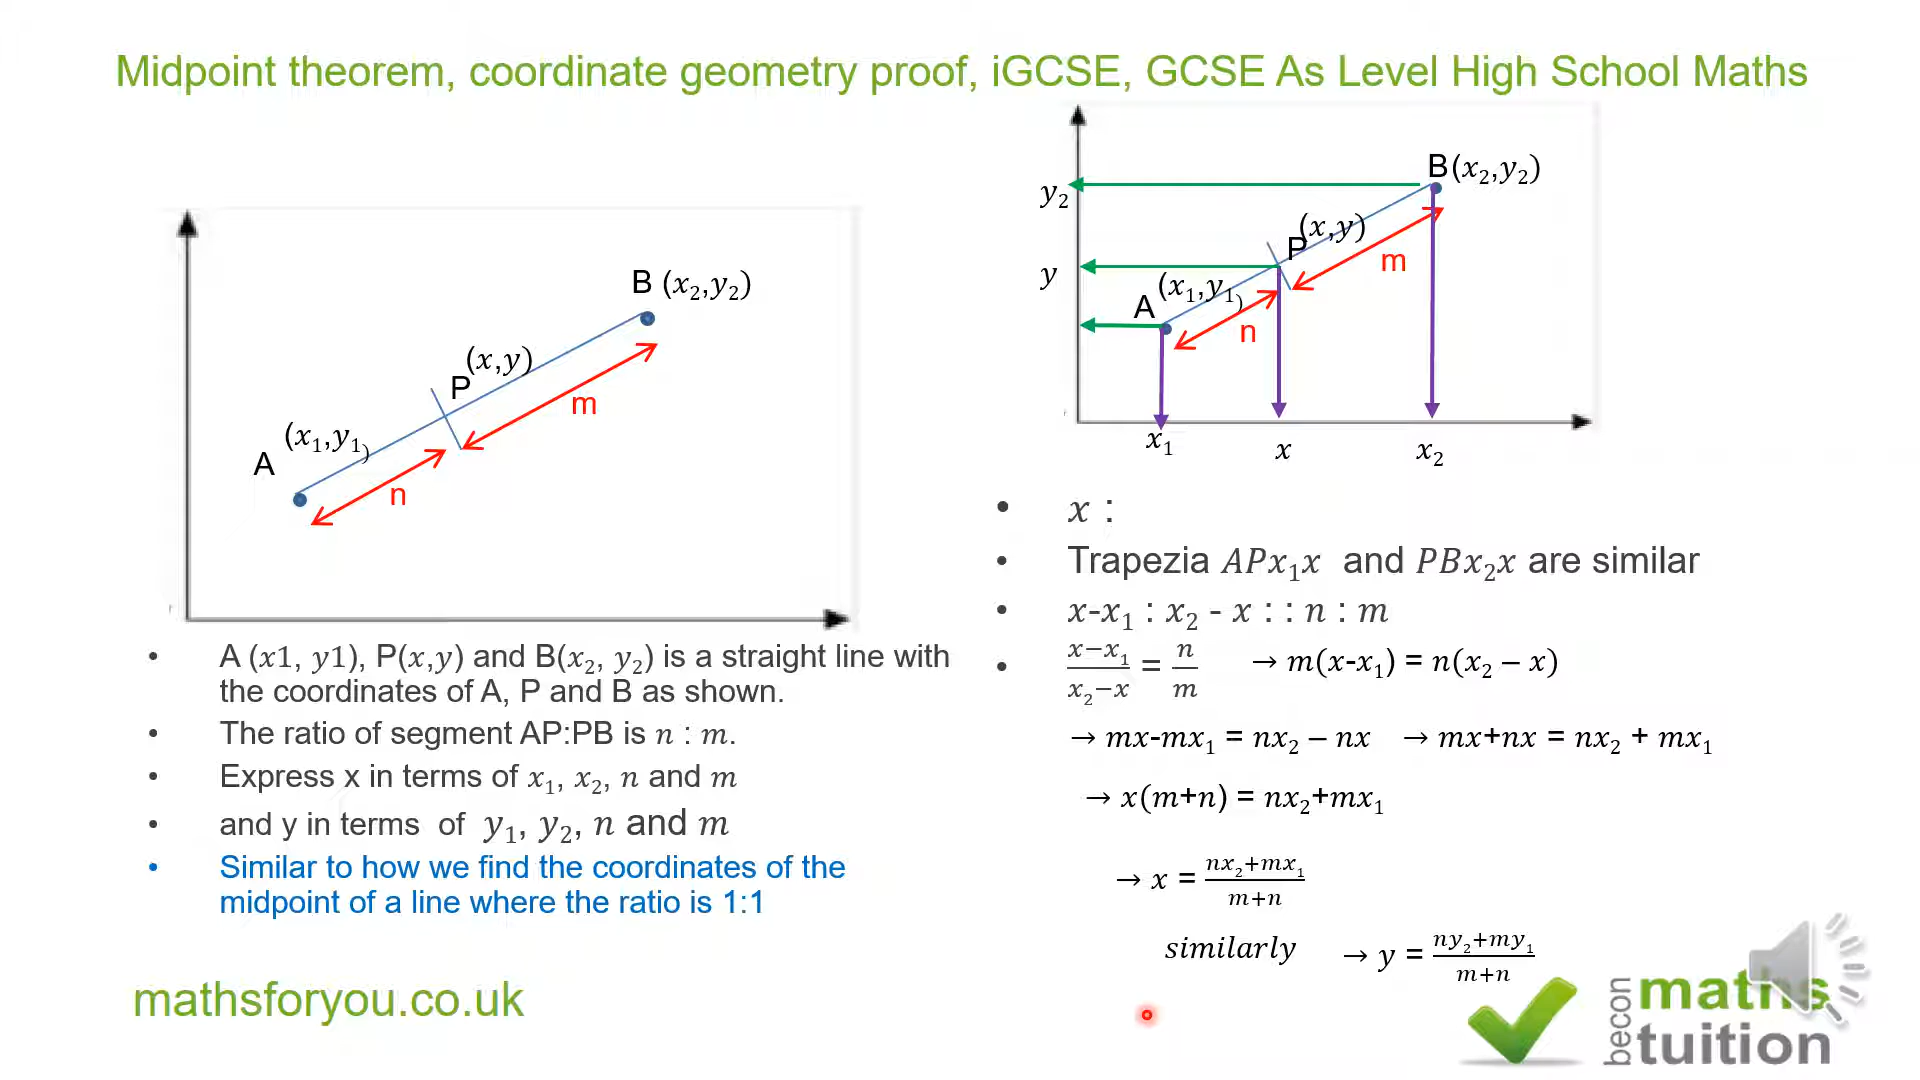 Midpoint theorem, coordinate geometry proof, iGCSE, GCSE As Level High School Maths
B (x₂,y₂)
(x,y)
P
m
(x₁,y₁)
A
n
• A (x1, y1), P(x,y) and B(x₂, y₂) is a straight line with
the coordinates of A, P and B as shown.
• The ratio of segment AP:PB is n : m.
• Express x in terms of x₁, x₂, n and m
• and y in terms of y₁, y₂, n and m
• Similar to how we find the coordinates of the
midpoint of a line where the ratio is 1:1
mathsforyou.co.uk
B(x₂,y₂)
y₂
(x,y)
P
m
y
(x₁,y₁)
A
n
x₁ x x₂
• x :
• Trapezia APx₁x and PBx₂x are similar
• x-x₁ : x₂ - x : : n : m
• (x−x₁)/(x₂−x) = n/m → m(x-x₁) = n(x₂ – x)
→ mx-mx₁ = nx₂ – nx → mx+nx = nx₂ + mx₁
→ x(m+n) = nx₂+mx₁
→ x = (nx₂+mx₁)/(m+n)
similarly → y = (ny₂+my₁)/(m+n)
becon maths
tuition